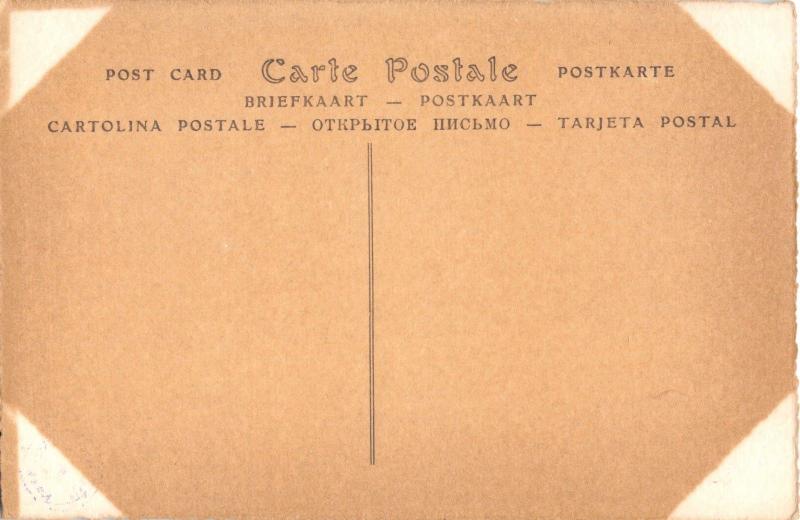 POST CARD Carte Postale POSTKARTE
BRIEFKAART — POSTKAART
CARTOLINA POSTALE — ОТКРЫТОЕ ПИСЬМО — TARJETA POSTAL